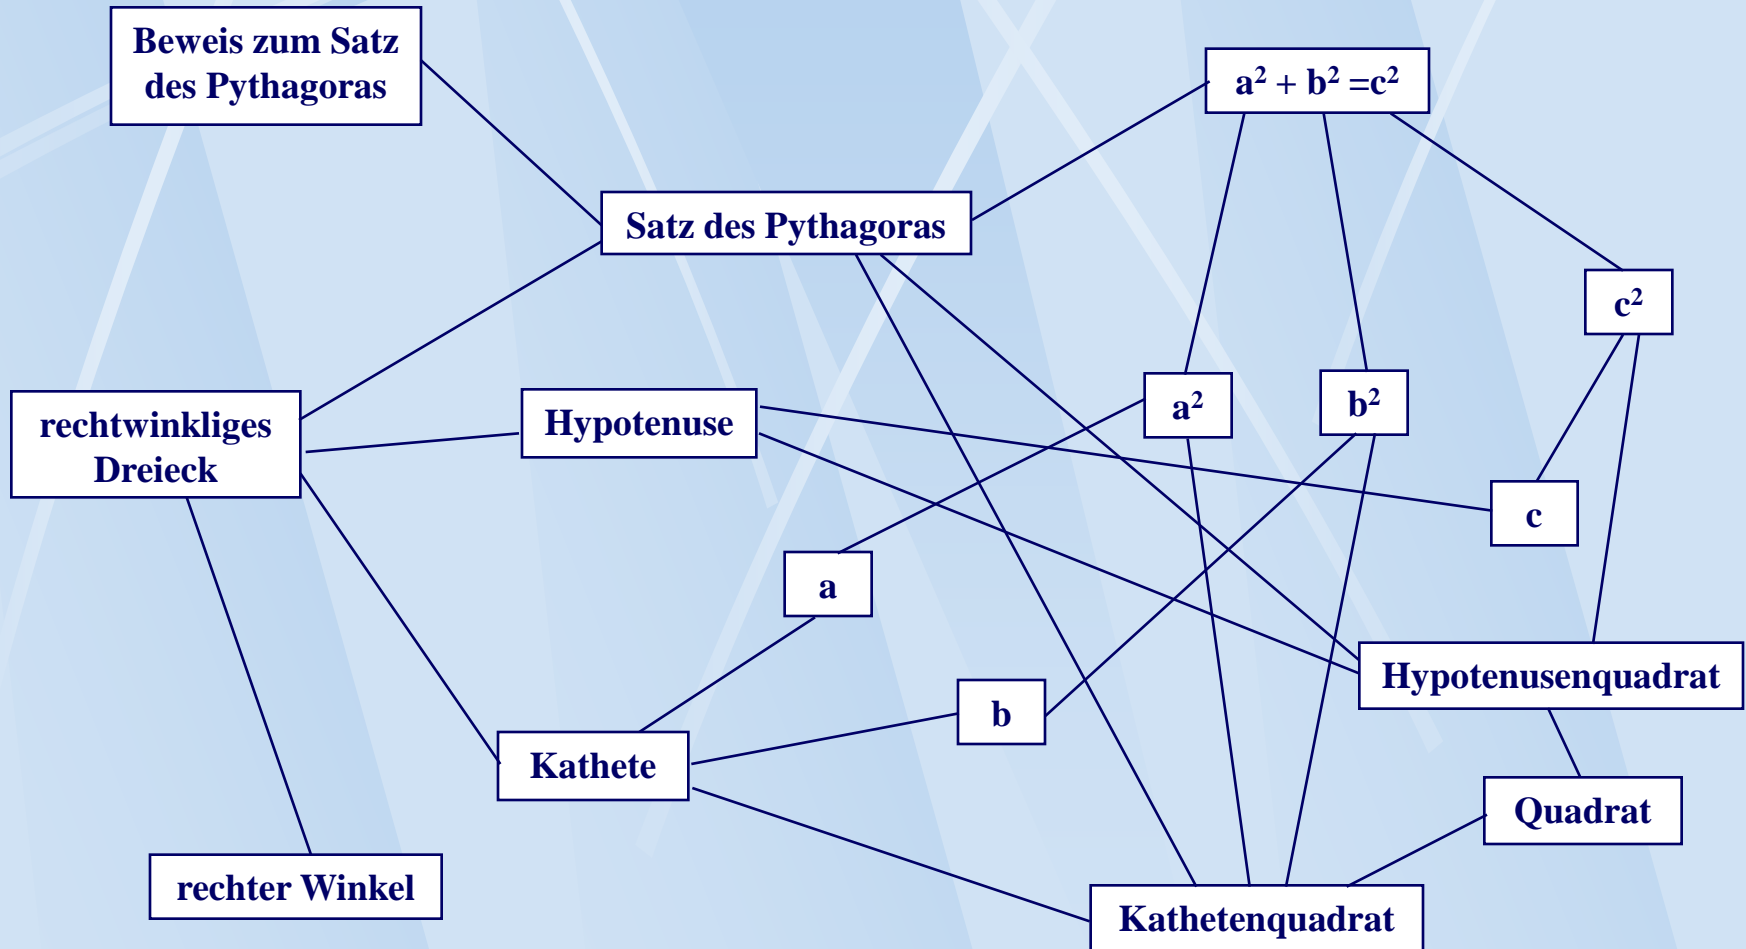 Beweis zum Satz
des Pythagoras
a² + b² =c²
Satz des Pythagoras
c²
rechtwinkliges
Dreieck
Hypotenuse
a²
b²
c
a
b
Hypotenusenquadrat
Kathete
Quadrat
rechter Winkel
Kathetenquadrat